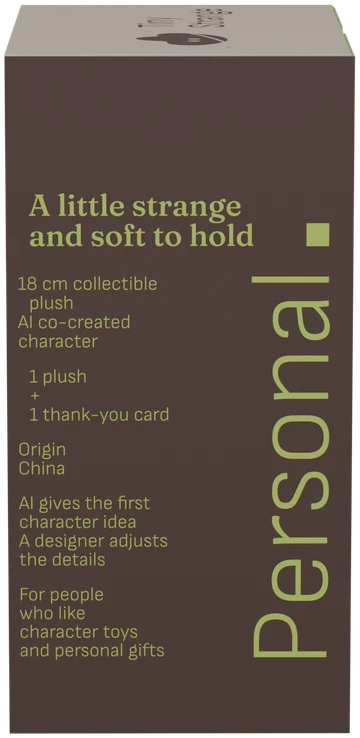 Tiny
Strange
A little strange
and soft to hold
18 cm collectible
plush
AI co-created
character
1 plush
+
1 thank-you card
Origin
China
AI gives the first
character idea
A designer adjusts
the details
For people
who like
character toys
and personal gifts
Personal.